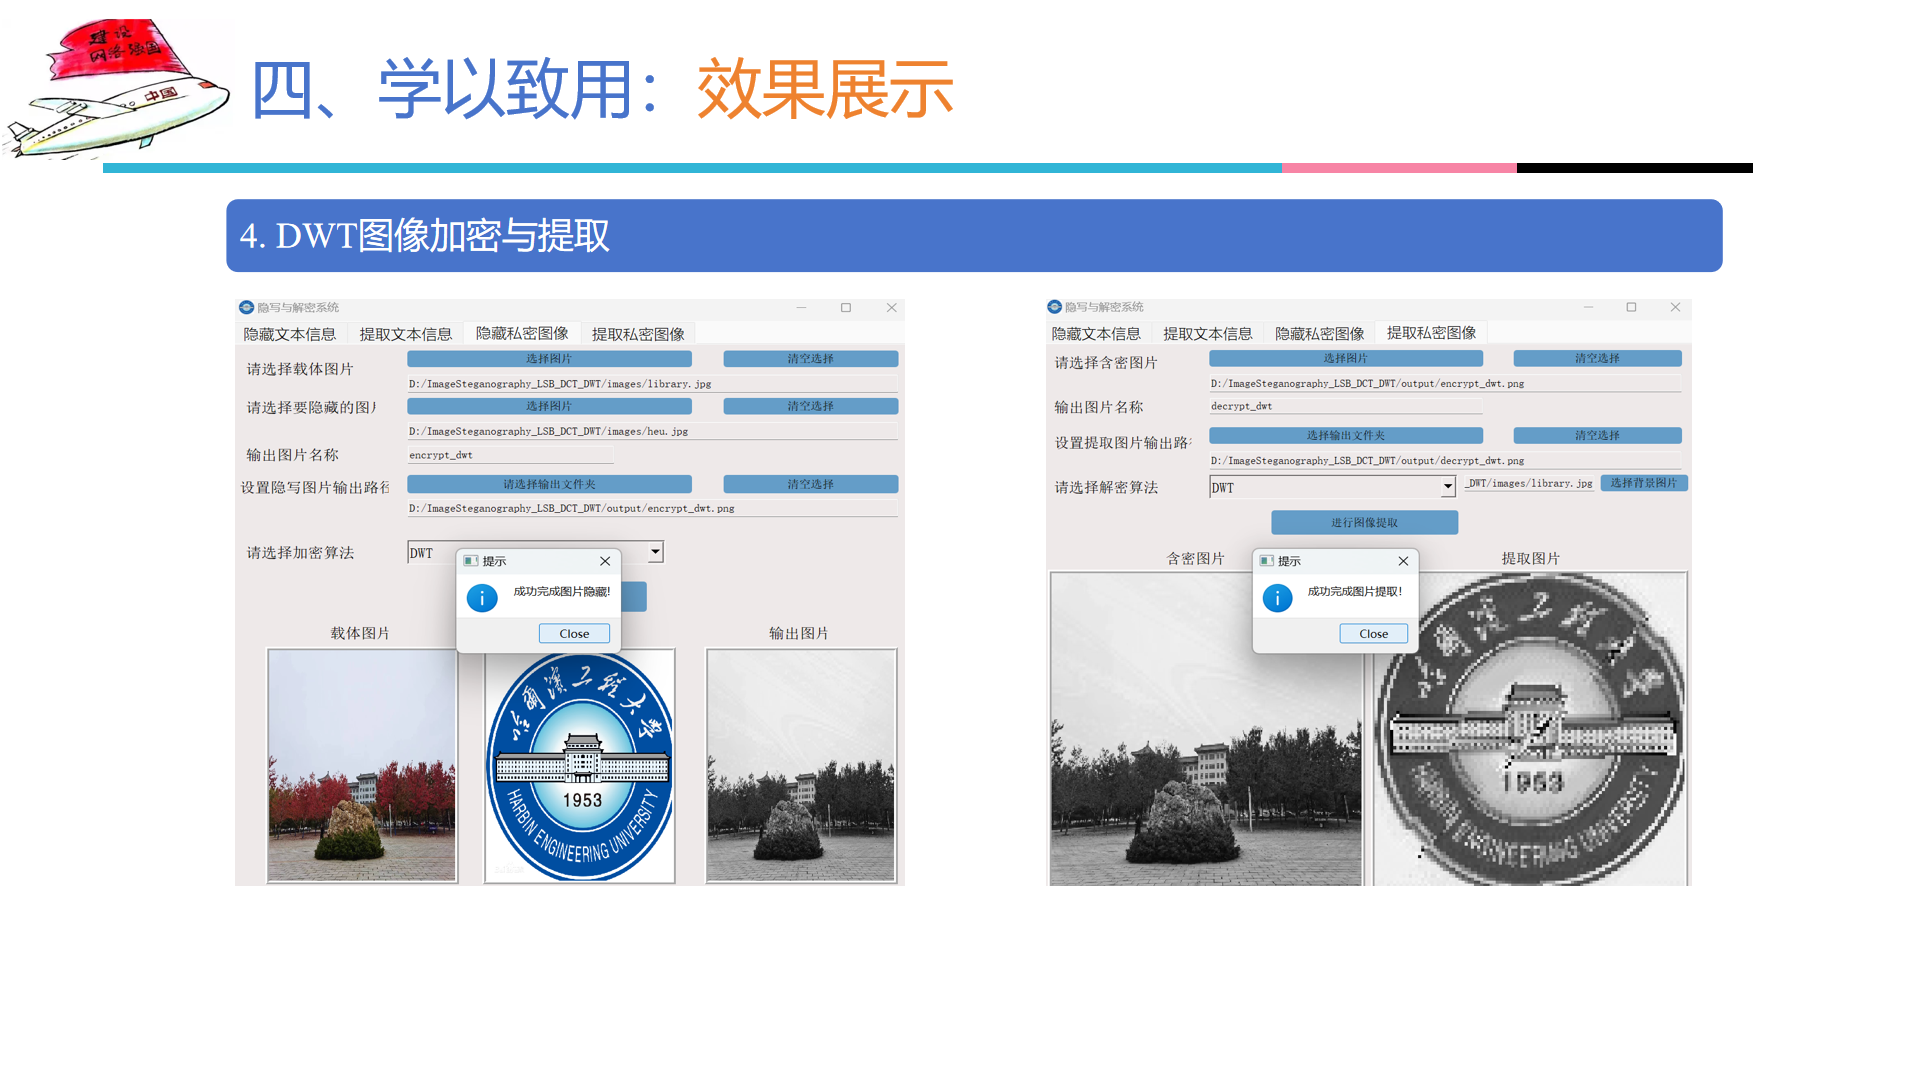 建设
网络强国
中国
四、学以致用：效果展示
4. DWT图像加密与提取
隐写与解密系统
隐藏文本信息 提取文本信息 隐藏私密图像 提取私密图像
请选择载体图片 选择图片 清空选择
D:/ImageSteganography_LSB_DCT_DWT/images/library.jpg
请选择要隐藏的图 选择图片 清空选择
D:/ImageSteganography_LSB_DCT_DWT/images/heu.jpg
输出图片名称 encrypt_dwt
设置隐写图片输出路径 请选择输出文件夹 清空选择
D:/ImageSteganography_LSB_DCT_DWT/output/encrypt_dwt.png
请选择加密算法 DWT
提示
成功完成图片隐藏!
Close
载体图片 输出图片
哈尔滨工程大学
1953
HARBIN ENGINEERING UNIVERSITY
隐写与解密系统
隐藏文本信息 提取文本信息 隐藏私密图像 提取私密图像
请选择含密图片 选择图片 清空选择
D:/ImageSteganography_LSB_DCT_DWT/output/encrypt_dwt.png
输出图片名称 decrypt_dwt
设置提取图片输出路 选择输出文件夹 清空选择
D:/ImageSteganography_LSB_DCT_DWT/output/decrypt_dwt.png
请选择解密算法 DWT _DWT/images/library.jpg 选择背景图片
进行图像提取
含密图片 提取图片
提示
成功完成图片提取!
Close
1953
UNIVERSITY